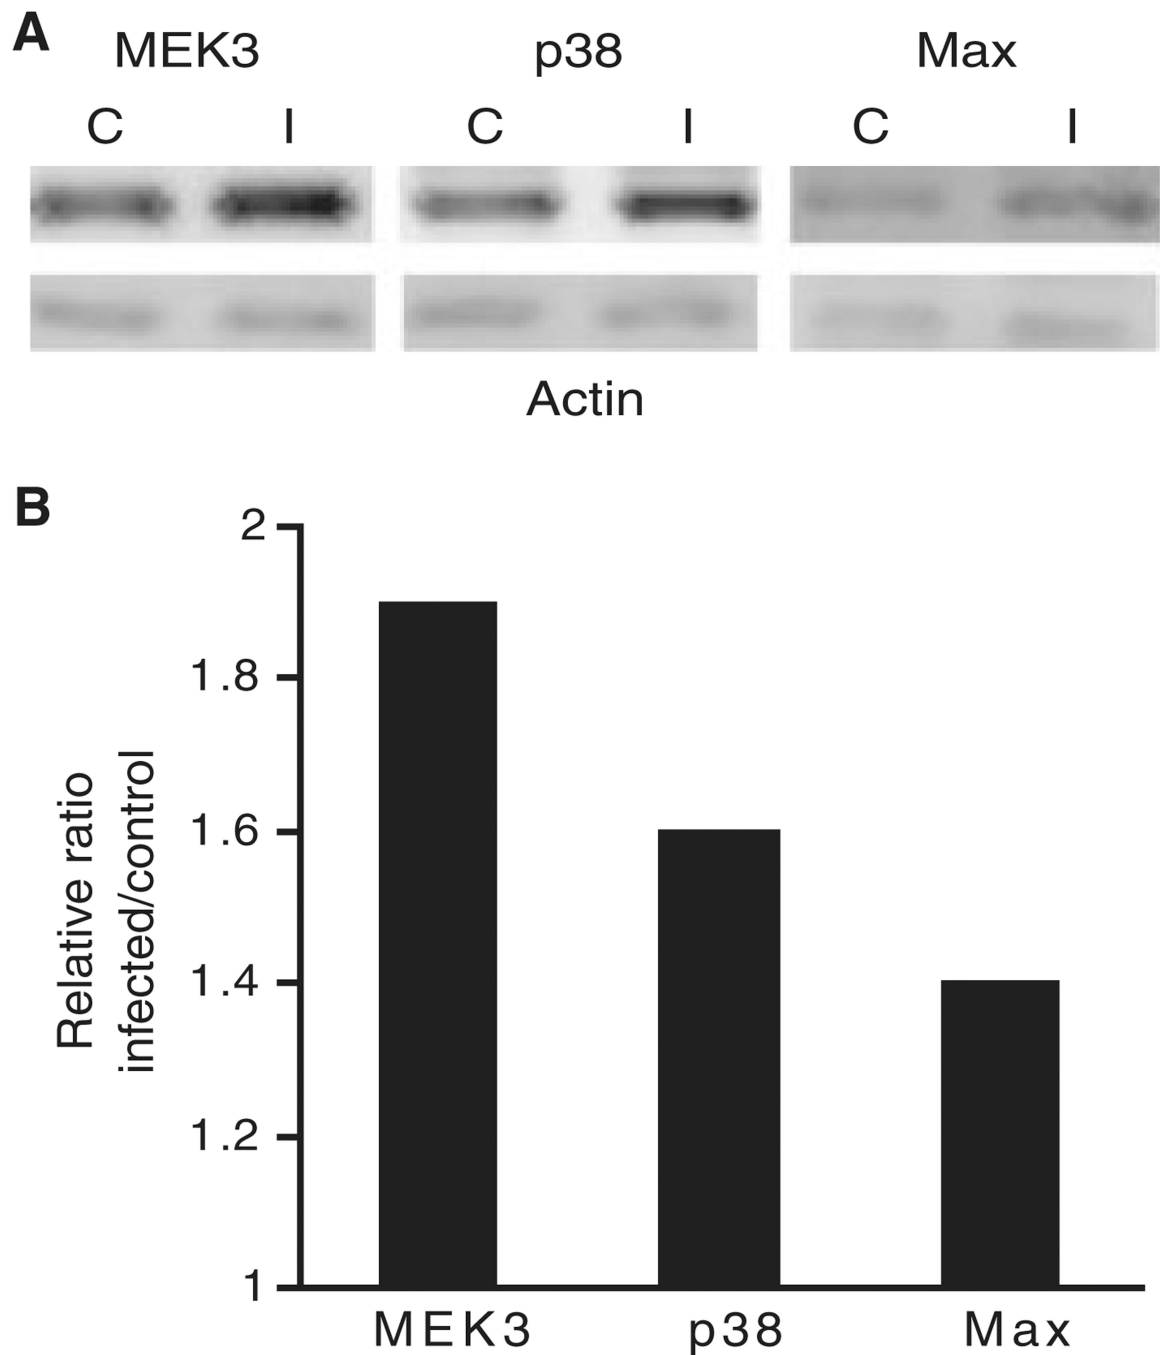 A
MEK3 p38 Max
C I C I C I
Actin
B
2
1.8
1.6
1.4
1.2
1
Relative ratio
infected/control
MEK3 p38 Max